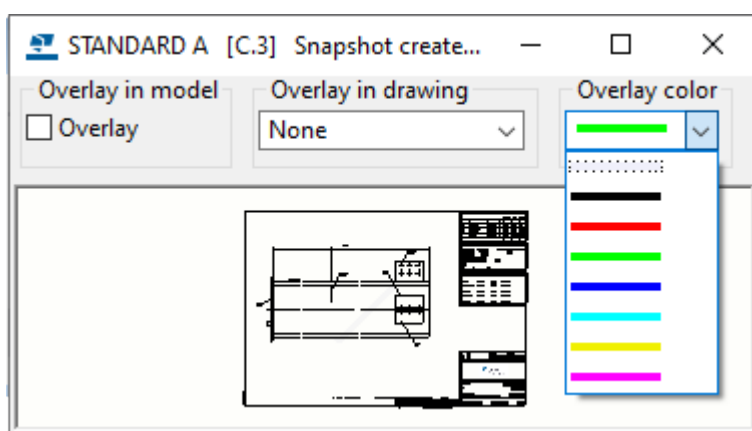 STANDARD A [C.3] Snapshot create...
Overlay in model
Overlay in drawing
Overlay color
Overlay
None